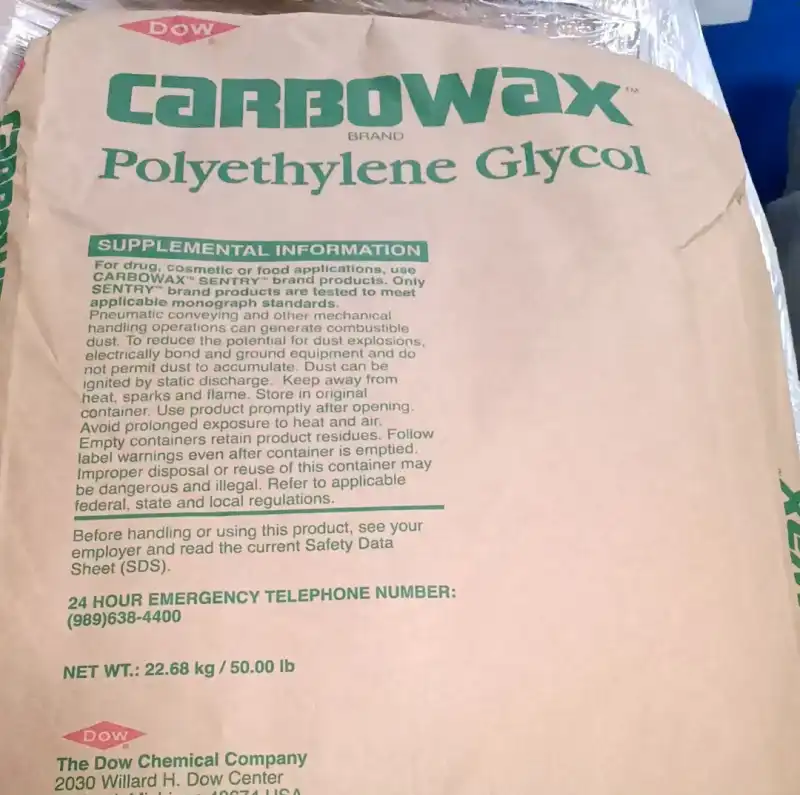 DOW
CARBOWAX™
BRAND
Polyethylene Glycol
SUPPLEMENTAL INFORMATION
For drug, cosmetic or food applications, use
CARBOWAX™ SENTRY™ brand products. Only
SENTRY™ brand products are tested to meet
applicable monograph standards.
Pneumatic conveying and other mechanical
handling operations can generate combustible
dust. To reduce the potential for dust explosions,
electrically bond and ground equipment and do
not permit dust to accumulate. Dust can be
ignited by static discharge. Keep away from
heat, sparks and flame. Store in original
container. Use product promptly after opening.
Avoid prolonged exposure to heat and air.
Empty containers retain product residues. Follow
label warnings even after container is emptied.
Improper disposal or reuse of this container may
be dangerous and illegal. Refer to applicable
federal, state and local regulations.
Before handling or using this product, see your
employer and read the current Safety Data
Sheet (SDS).
24 HOUR EMERGENCY TELEPHONE NUMBER:
(989)638-4400
NET WT.: 22.68 kg / 50.00 lb
DOW
The Dow Chemical Company
2030 Willard H. Dow Center